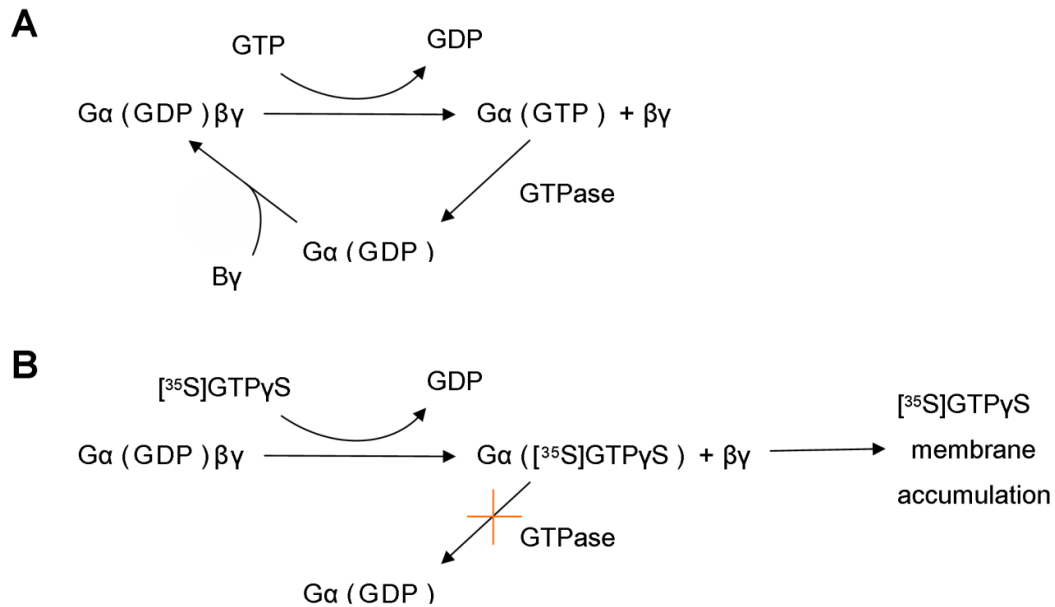 A
GTP
GDP
Gα (GDP) βγ
Gα (GTP) + βγ
GTPase
Gα (GDP)
Bγ
B
[³⁵S]GTPγS
GDP
[³⁵S]GTPγS
Gα (GDP) βγ
Gα ([³⁵S]GTPγS) + βγ
membrane
accumulation
GTPase
Gα (GDP)